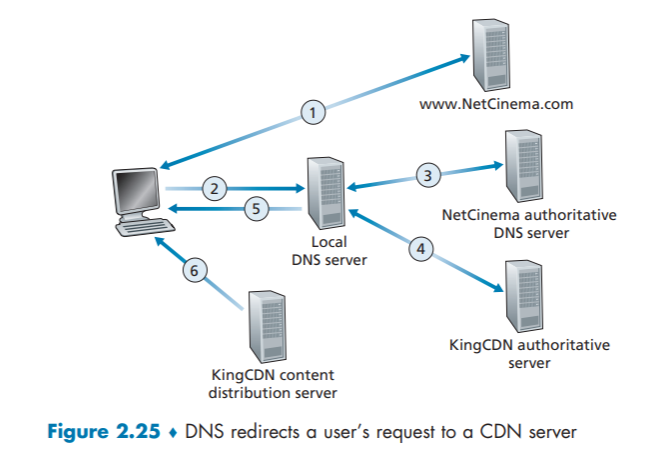 www.NetCinema.com
1
2
3
NetCinema authoritative
DNS server
5
Local
DNS server
4
6
KingCDN authoritative
server
KingCDN content
distribution server
Figure 2.25 ♦ DNS redirects a user's request to a CDN server